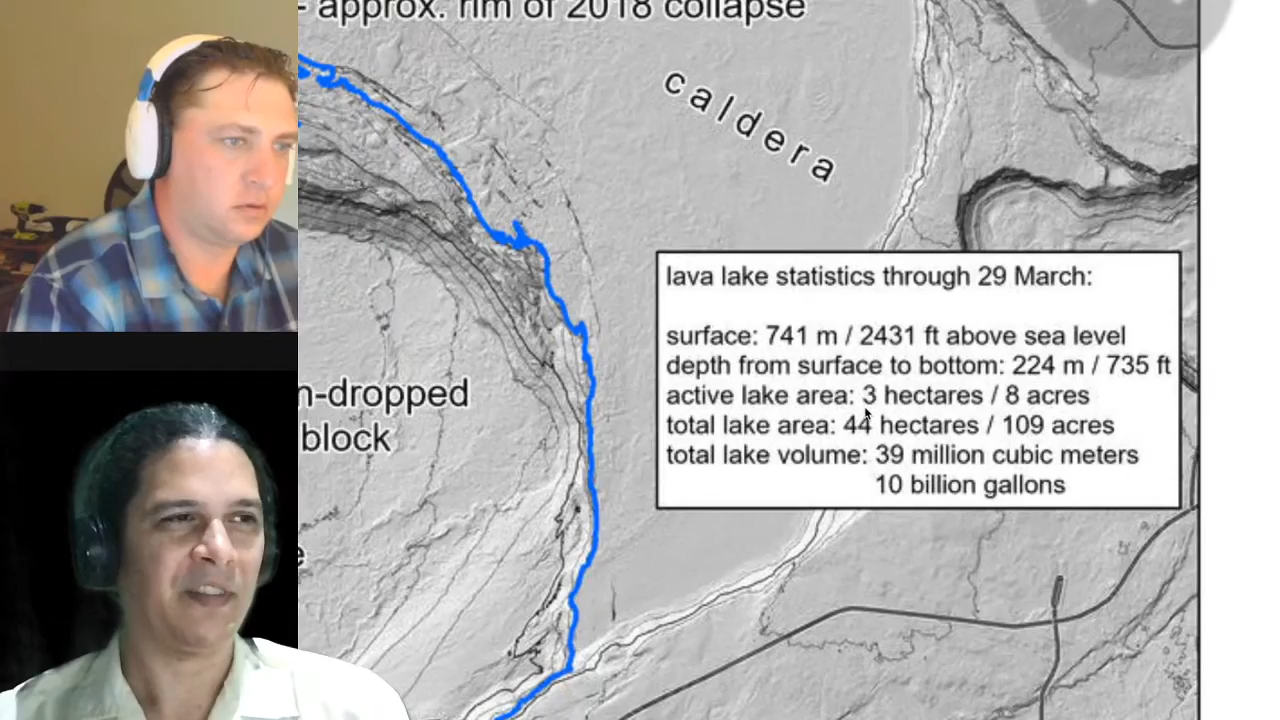 - approx. rim of 2018 collapse
caldera
lava lake statistics through 29 March:
surface: 741 m / 2431 ft above sea level
depth from surface to bottom: 224 m / 735 ft
active lake area: 3 hectares / 8 acres
total lake area: 44 hectares / 109 acres
total lake volume: 39 million cubic meters
10 billion gallons
n-dropped
block
e